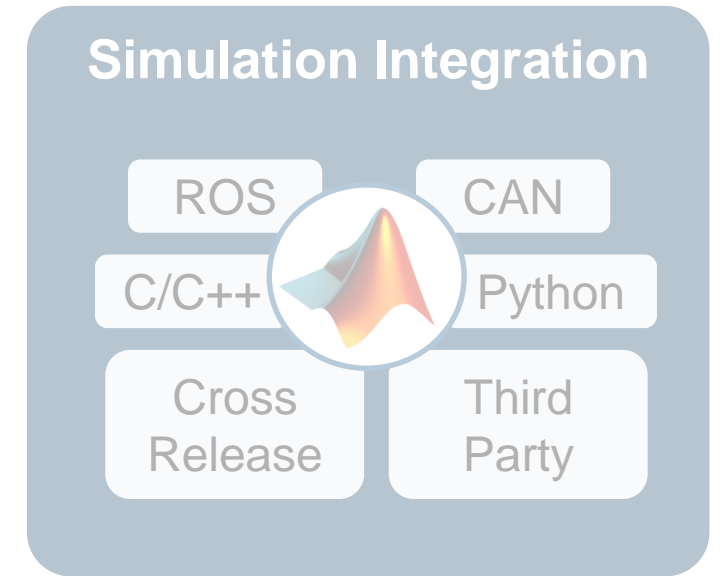 Simulation Integration
ROS
CAN
C/C++
Python
Cross
Release
Third
Party